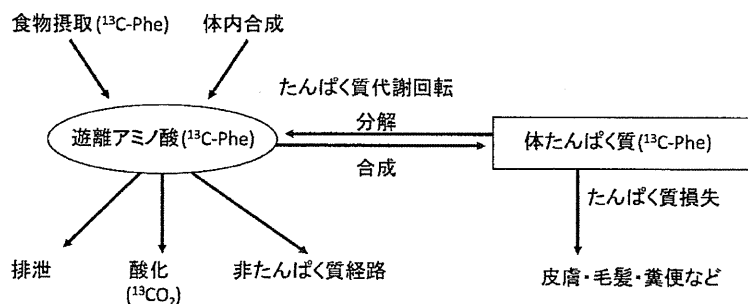 食物摂取(¹³C-Phe) 体内合成
たんぱく質代謝回転
分解
遊離アミノ酸(¹³C-Phe) 体たんぱく質(¹³C-Phe)
合成
たんぱく質損失
排泄 酸化 非たんぱく質経路 皮膚・毛髪・糞便など
(¹³CO₂)